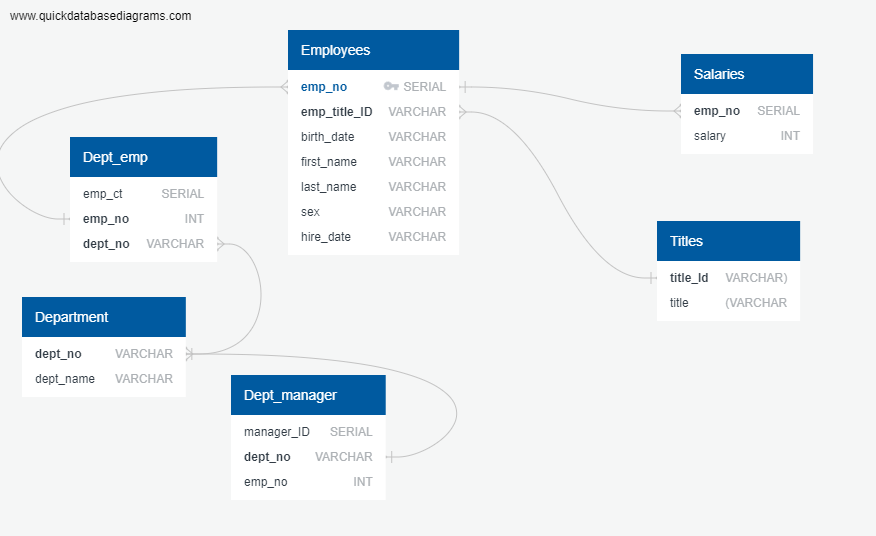 www.quickdatabasediagrams.com
Employees
emp_no SERIAL
emp_title_ID VARCHAR
birth_date VARCHAR
first_name VARCHAR
last_name VARCHAR
sex VARCHAR
hire_date VARCHAR
Salaries
emp_no SERIAL
salary INT
Dept_emp
emp_ct SERIAL
emp_no INT
dept_no VARCHAR
Titles
title_Id VARCHAR)
title (VARCHAR
Department
dept_no VARCHAR
dept_name VARCHAR
Dept_manager
manager_ID SERIAL
dept_no VARCHAR
emp_no INT